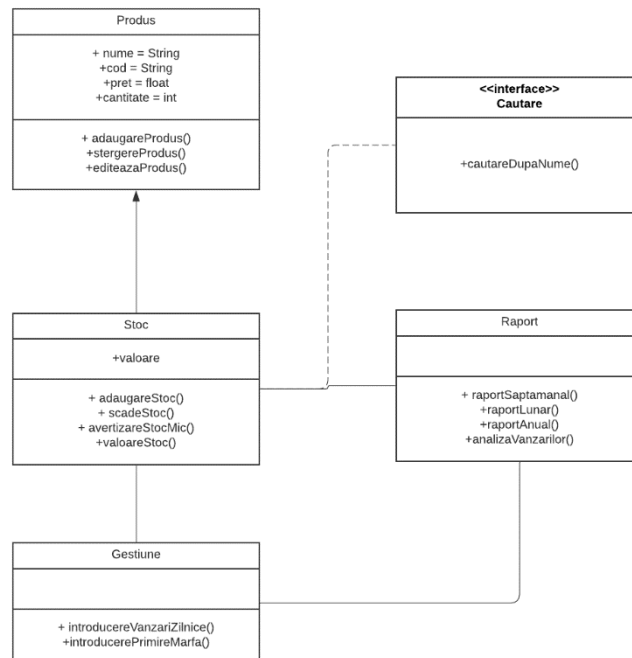 Produs
+ nume = String
+cod = String
+pret = float
+cantitate = int
+ adaugareProdus()
+stergereProdus()
+editeazaProdus()
<<interface>>
Cautare
+cautareDupaNume()
Stoc
+valoare
+ adaugareStoc()
+ scadeStoc()
+ avertizareStocMic()
+valoareStoc()
Raport
+ raportSaptamanal()
+raportLunar()
+raportAnual()
+analizaVanzarilor()
Gestiune
+ introducereVanzariZilnice()
+introducerePrimireMarfa()